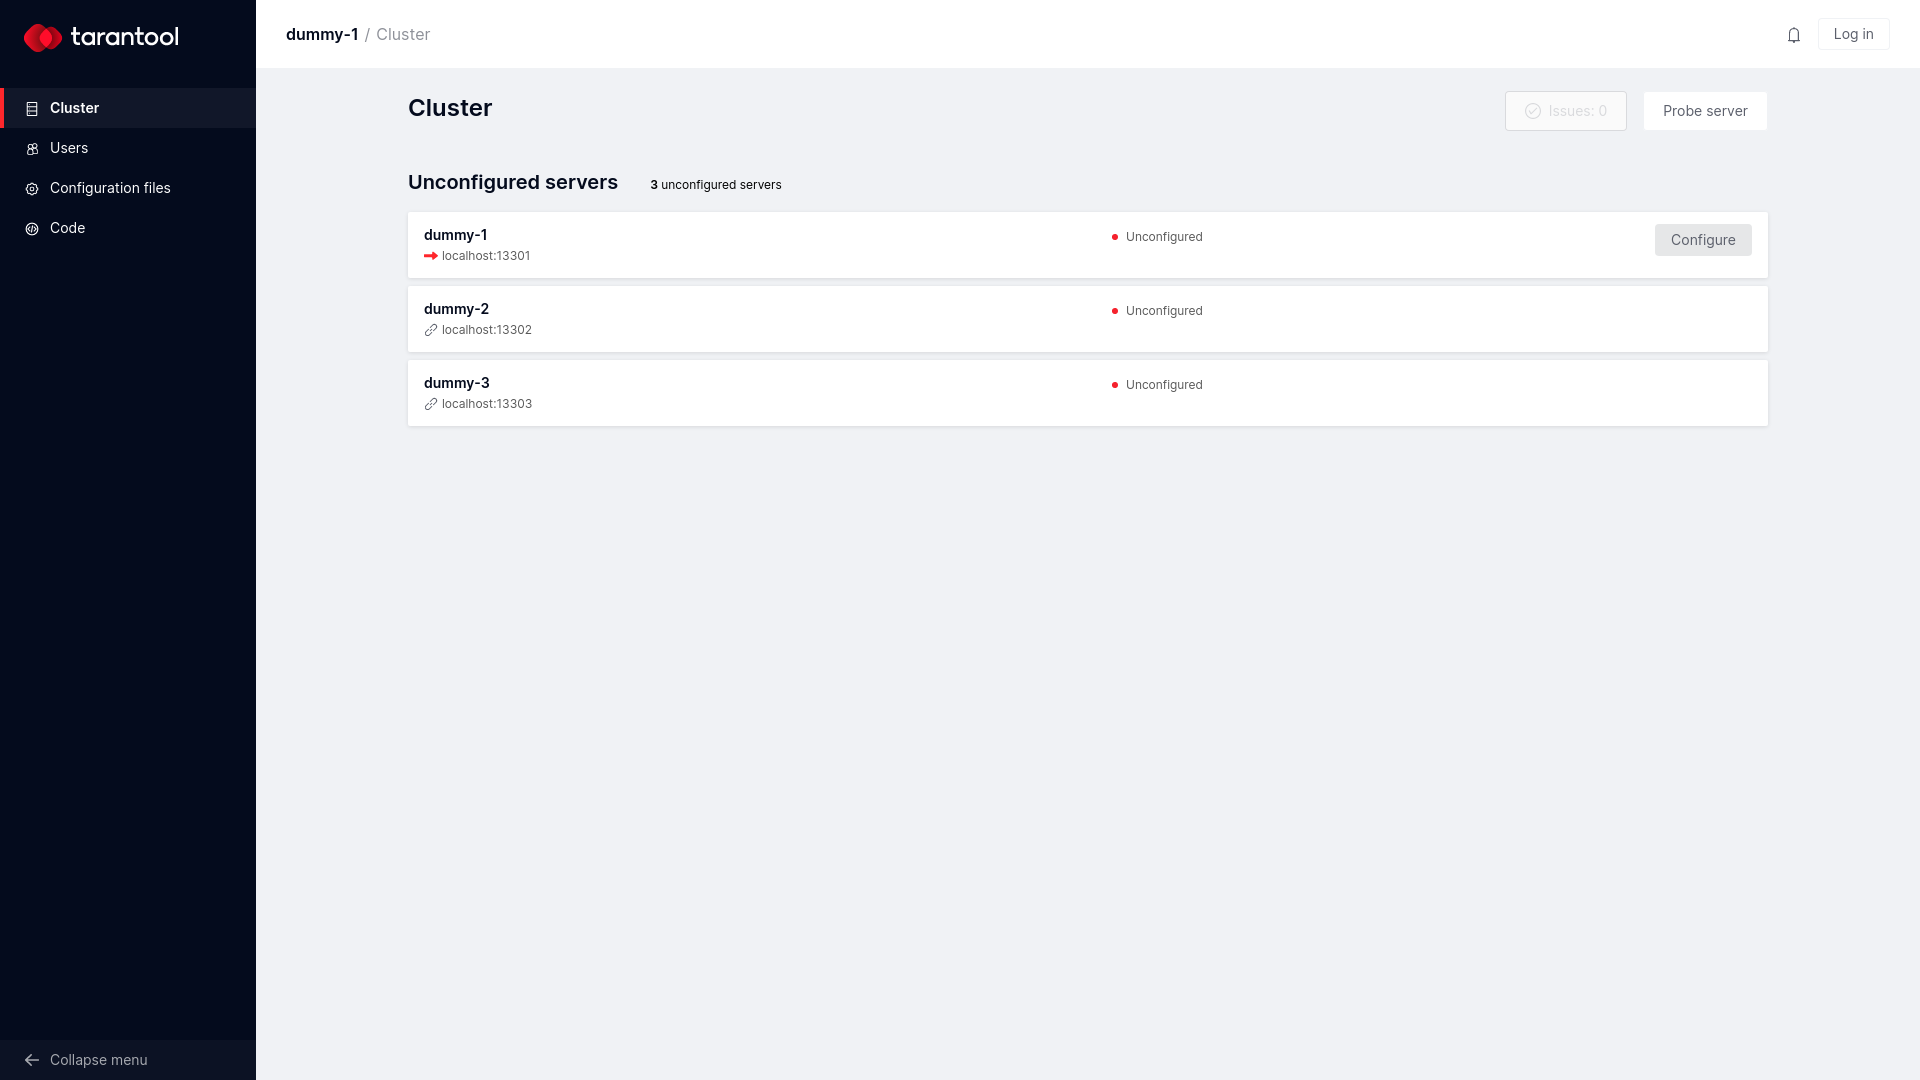 tarantool
dummy-1 / Cluster
Log in
Cluster
Users
Configuration files
Code
Collapse menu
Cluster
Issues: 0
Probe server
Unconfigured servers
3 unconfigured servers
dummy-1
localhost:13301
Unconfigured
Configure
dummy-2
localhost:13302
Unconfigured
dummy-3
localhost:13303
Unconfigured